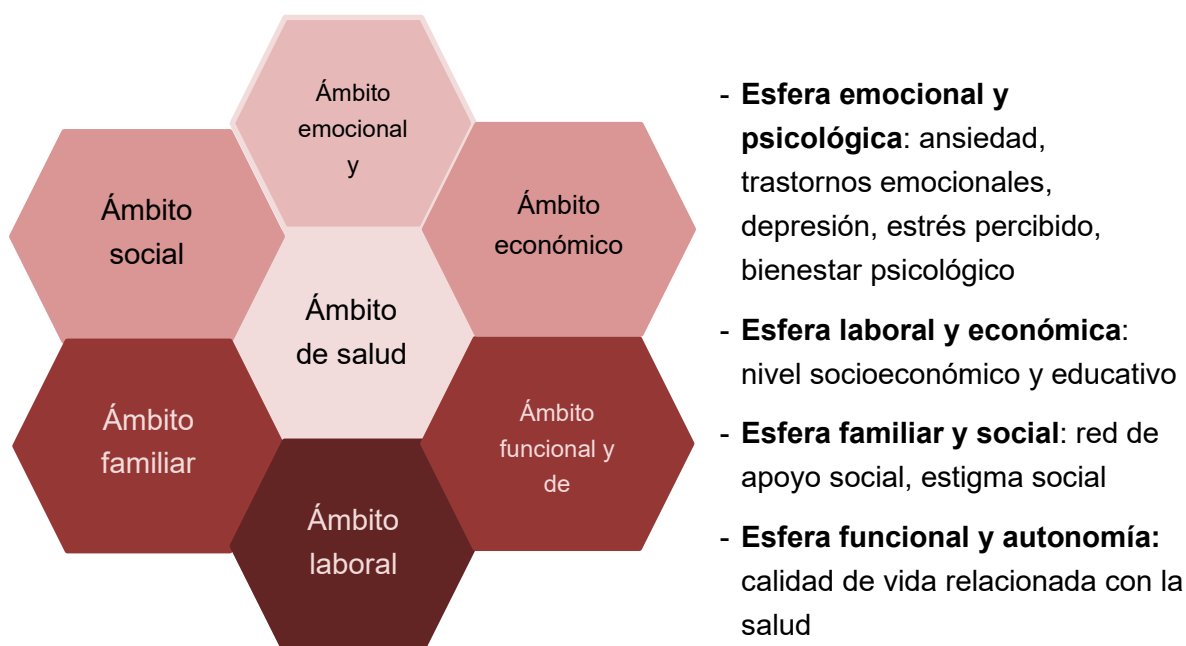 Ámbito
emocional
y
Ámbito
social
Ámbito
económico
Ámbito
de salud
Ámbito
familiar
Ámbito
funcional y
de
Ámbito
laboral
- Esfera emocional y
psicológica: ansiedad,
trastornos emocionales,
depresión, estrés percibido,
bienestar psicológico
- Esfera laboral y económica:
nivel socioeconómico y educativo
- Esfera familiar y social: red de
apoyo social, estigma social
- Esfera funcional y autonomía:
calidad de vida relacionada con la
salud